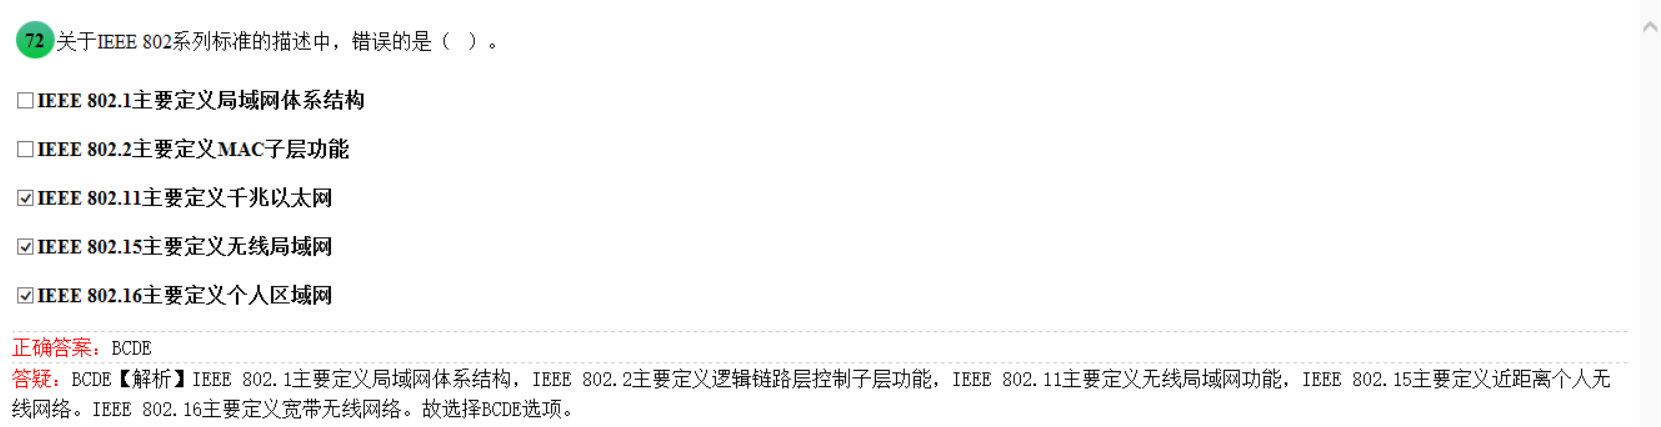 72 关于IEEE 802系列标准的描述中，错误的是（ ）。
IEEE 802.1主要定义局域网体系结构
IEEE 802.2主要定义MAC子层功能
IEEE 802.11主要定义千兆以太网
IEEE 802.15主要定义无线局域网
IEEE 802.16主要定义个人区域网
正确答案：BCDE
答疑：BCDE【解析】IEEE 802.1主要定义局域网体系结构，IEEE 802.2主要定义逻辑链路层控制子层功能，IEEE 802.11主要定义无线局域网功能，IEEE 802.15主要定义近距离个人无
线网络。IEEE 802.16主要定义宽带无线网络。故选择BCDE选项。